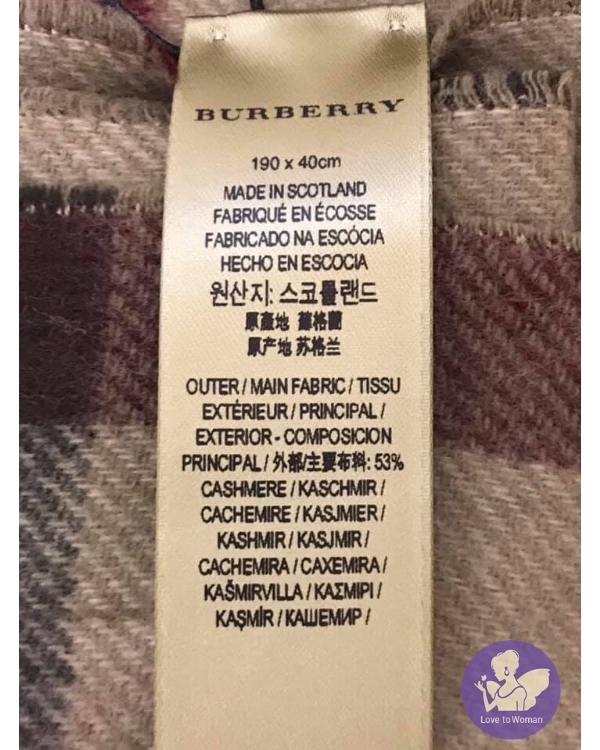 BURBERRY
190 x 40cm
MADE IN SCOTLAND
FABRIQUÉ EN ÉCOSSE
FABRICADO NA ESCÓCIA
HECHO EN ESCOCIA
원산지: 스코틀랜드
原產地 蘇格蘭
原产地 苏格兰
OUTER / MAIN FABRIC / TISSU
EXTÉRIEUR / PRINCIPAL /
EXTERIOR - COMPOSICION
PRINCIPAL / 外部/主要布料: 53%
CASHMERE / KASCHMIR /
CACHEMIRE / KASJMIER /
KASHMIR / KASJMIR /
CACHEMIRA / CAXEMIRA /
KAŠMIRVILLA / ΚΑΣΜΙΡΙ /
KAŞMİR / КАШЕМИР /
Love to Woman